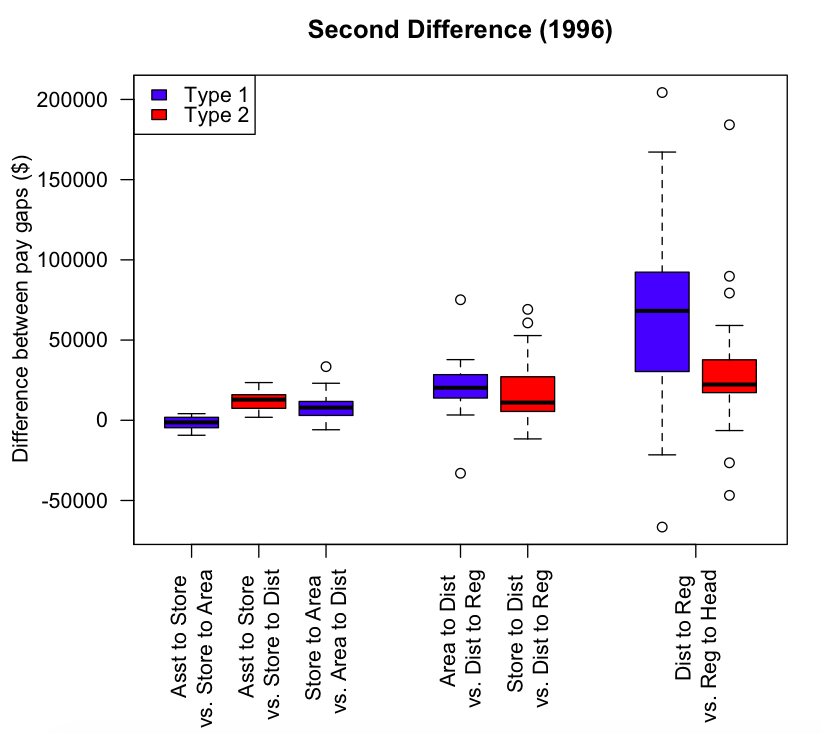 Second Difference (1996)
Difference between pay gaps ($)
200000
150000
100000
50000
0
-50000
Type 1
Type 2
Asst to Store
vs. Store to Area
Asst to Store
vs. Store to Dist
Store to Area
vs. Area to Dist
Area to Dist
vs. Dist to Reg
Store to Dist
vs. Dist to Reg
Dist to Reg
vs. Reg to Head